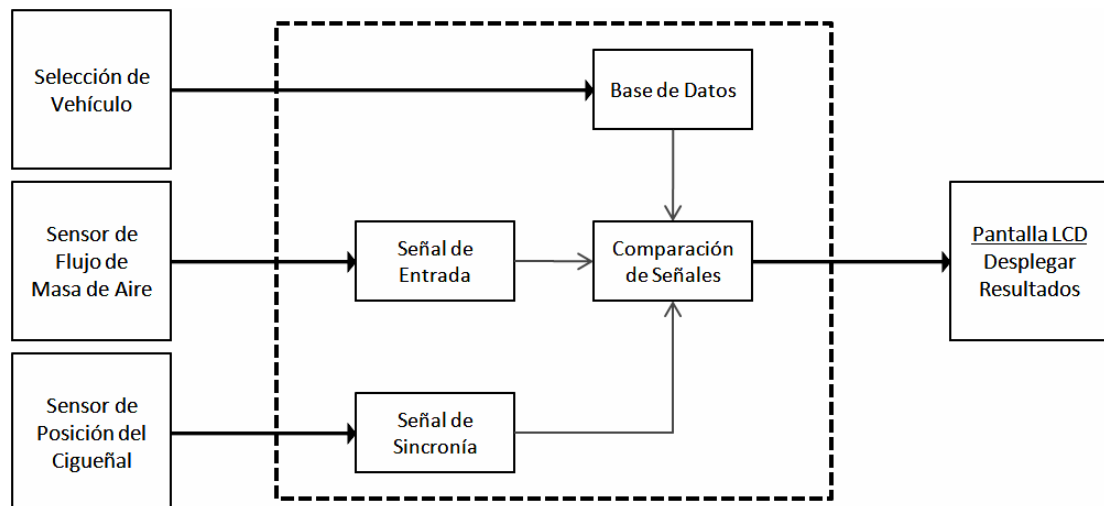 Selección de
Vehículo
Base de Datos
Sensor de
Flujo de
Masa de Aire
Señal de
Entrada
Comparación
de Señales
Pantalla LCD
Desplegar
Resultados
Sensor de
Posición del
Cigueñal
Señal de
Sincronía